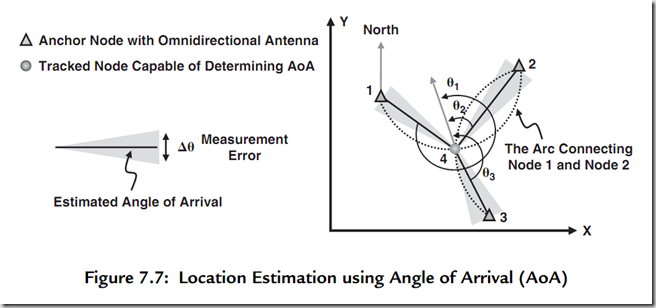 Anchor Node with Omnidirectional Antenna
Tracked Node Capable of Determining AoA
Δθ
Measurement
Error
Estimated Angle of Arrival
Y
North
1
2
θ1
θ2
4
θ3
3
The Arc Connecting
Node 1 and Node 2
X
Figure 7.7: Location Estimation using Angle of Arrival (AoA)